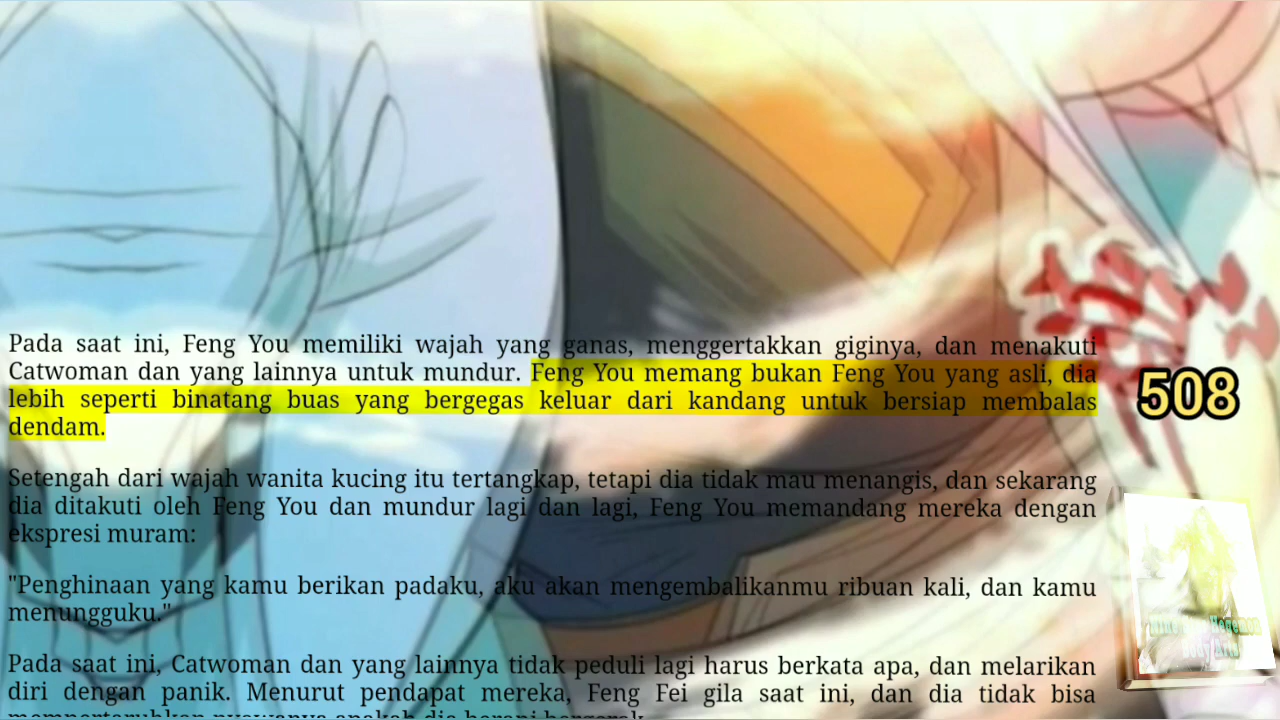 Pada saat ini, Feng You memiliki wajah yang ganas, menggertakkan giginya, dan menakuti
Catwoman dan yang lainnya untuk mundur. Feng You memang bukan Feng You yang asli, dia
lebih seperti binatang buas yang bergegas keluar dari kandang untuk bersiap membalas
dendam.
508
Setengah dari wajah wanita kucing itu tertangkap, tetapi dia tidak mau menangis, dan sekarang
dia ditakuti oleh Feng You dan mundur lagi dan lagi, Feng You memandang mereka dengan
ekspresi muram:
"Penghinaan yang kamu berikan padaku, aku akan mengembalikanmu ribuan kali, dan kamu
menungguku."
Pada saat ini, Catwoman dan yang lainnya tidak peduli lagi harus berkata apa, dan melarikan
diri dengan panik. Menurut pendapat mereka, Feng Fei gila saat ini, dan dia tidak bisa